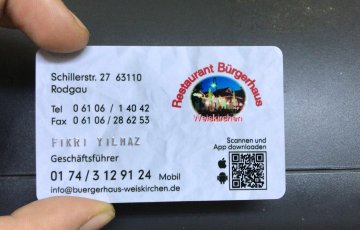 Schillerstr. 27 63110
Rodgau
Tel 0 61 06 / 1 40 42
Fax 0 61 06 / 28 62 53
FIKRI YILMAZ
Geschäftsführer
01 74 / 3 12 91 24 Mobil
info@buergerhaus-weiskirchen.de
Restaurant Bürgerhaus
Weiskirchen
Scannen und
App downloaden